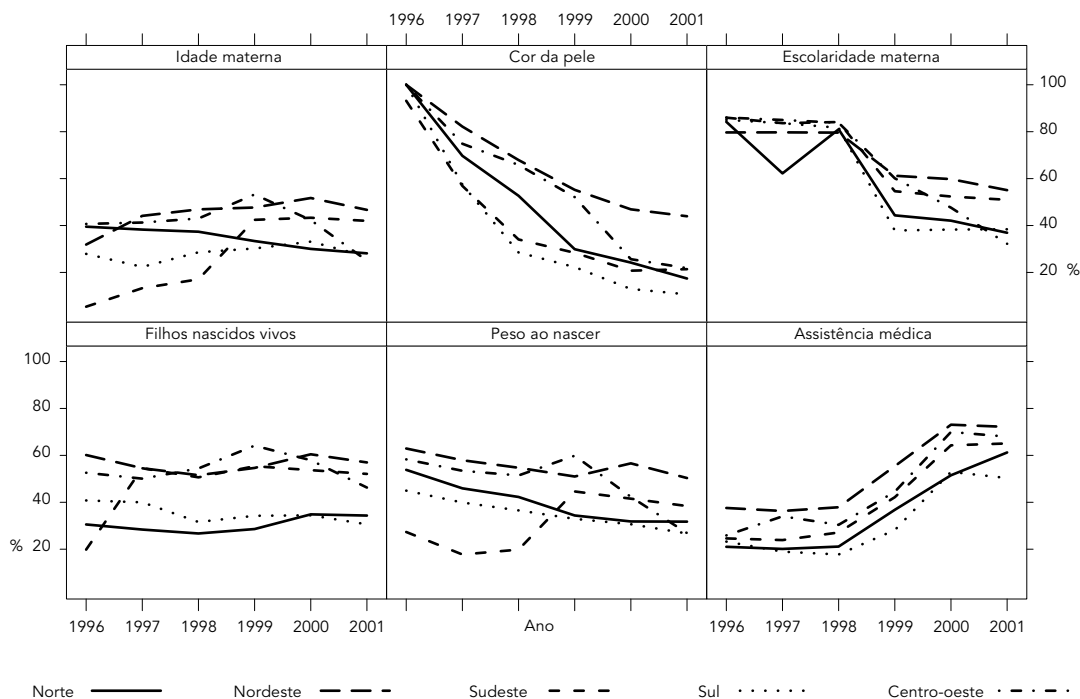 1996 1997 1998 1999 2000 2001
Idade materna Cor da pele Escolaridade materna
100
80
60
40
20 %
Filhos nascidos vivos Peso ao nascer Assistência médica
100
80
60
40
% 20
1996 1997 1998 1999 2000 2001 Ano 1996 1997 1998 1999 2000 2001
Norte Nordeste Sudeste Sul Centro-oeste